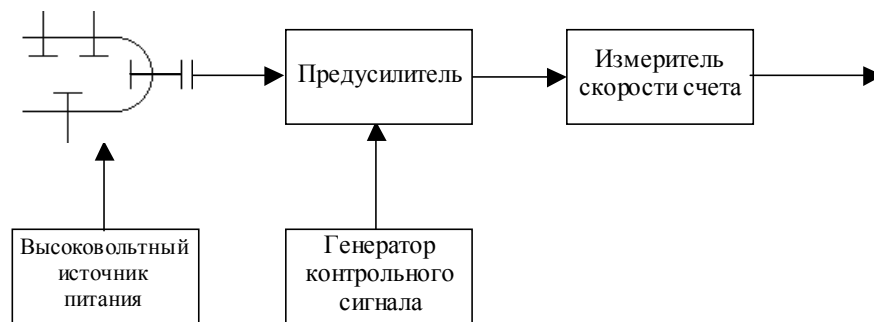 Предусилитель
Измеритель
скорости счета
Высоковольтный
источник
питания
Генератор
контрольного
сигнала